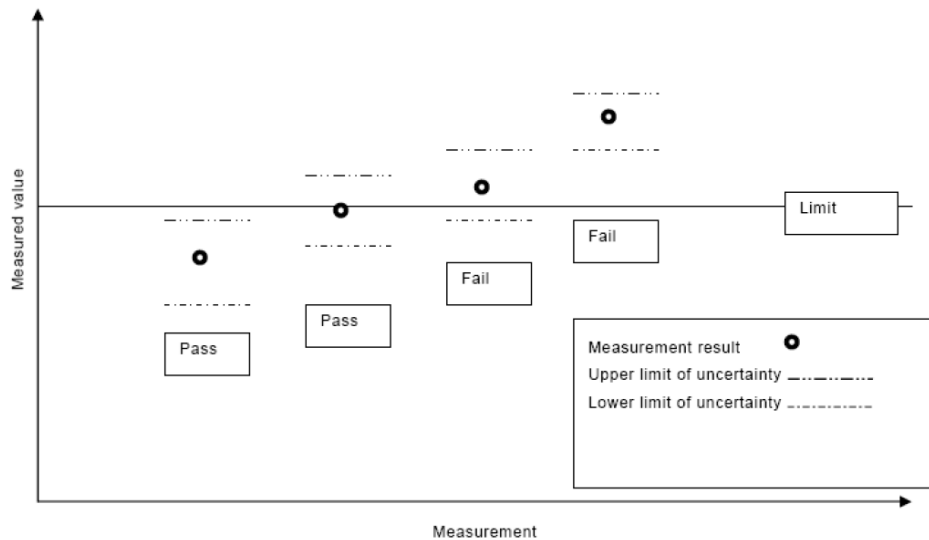 Measured value
Limit
Fail
Fail
Pass
Pass
Measurement result
Upper limit of uncertainty
Lower limit of uncertainty
Measurement